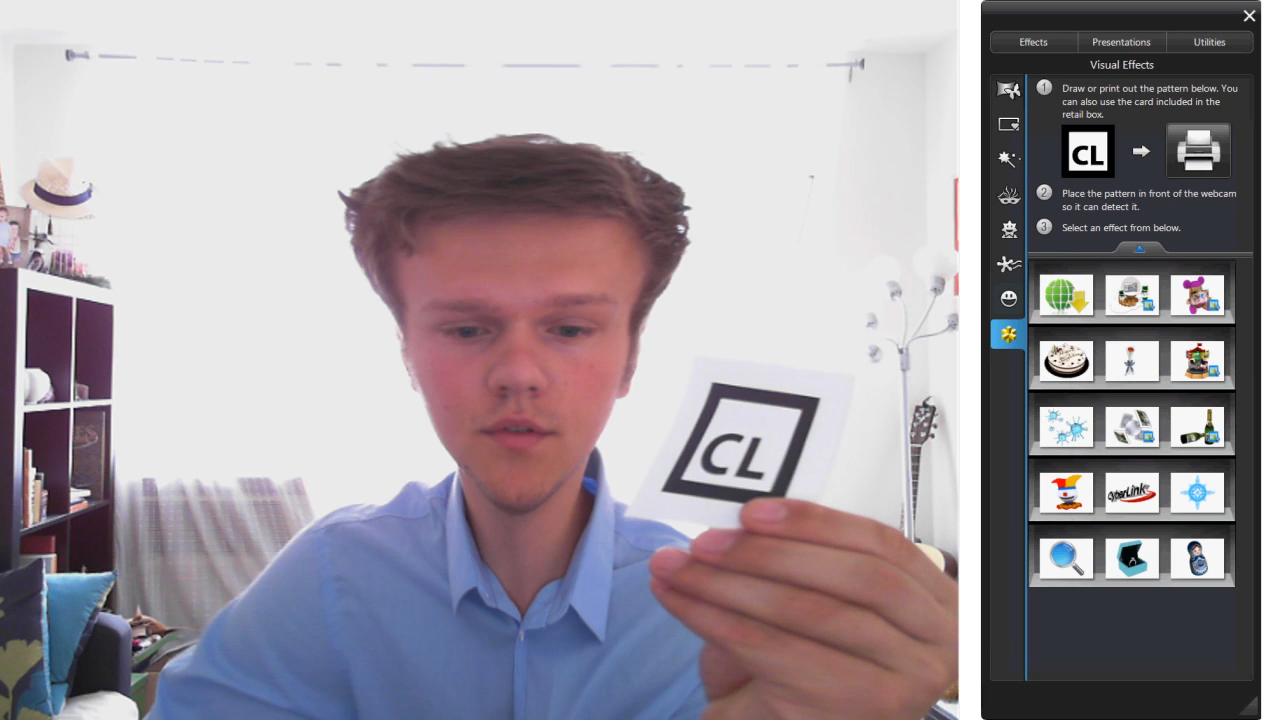 CL
Effects
Presentations
Utilities
Visual Effects
1
Draw or print out the pattern below. You
can also use the card included in the
retail box.
CL
2
Place the pattern in front of the webcam
so it can detect it.
3
Select an effect from below.
CyberLink